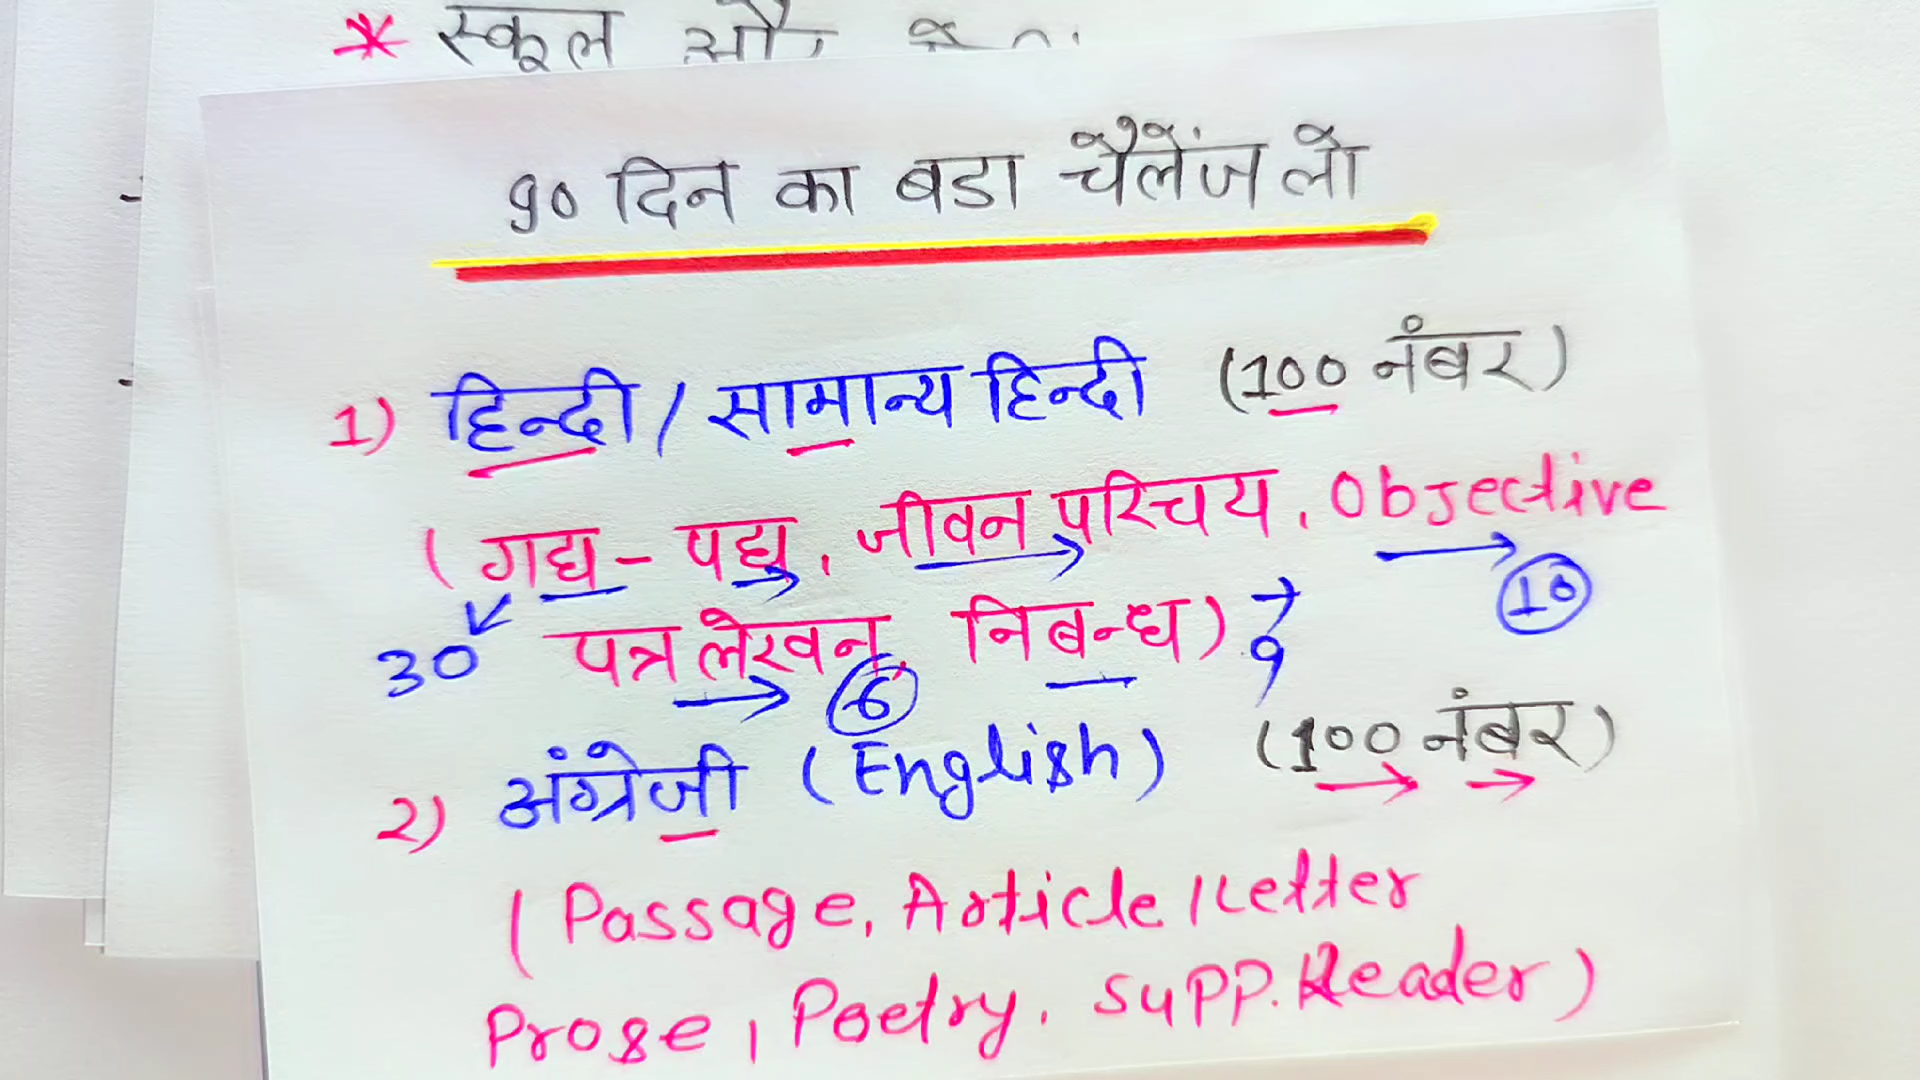 * स्कूल और
90 दिन का बडा चैलेंज लो
1) हिन्दी / सामान्य हिन्दी (100 नंबर)
(गद्य - पद्य, जीवन परिचय, Objective
10
30 पत्र लेखन, निबन्ध) 9
6
2) अंग्रेजी (English) (100 नंबर)
(Passage, Article / Letter
Prose, Poetry, Supp. Reader)